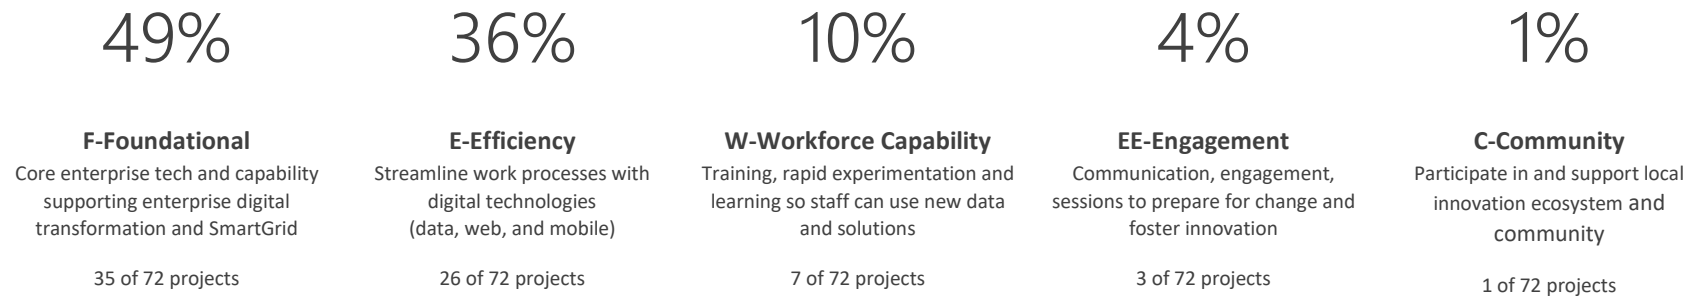 49%
F-Foundational
Core enterprise tech and capability
supporting enterprise digital
transformation and SmartGrid
35 of 72 projects
36%
E-Efficiency
Streamline work processes with
digital technologies
(data, web, and mobile)
26 of 72 projects
10%
W-Workforce Capability
Training, rapid experimentation and
learning so staff can use new data
and solutions
7 of 72 projects
4%
EE-Engagement
Communication, engagement,
sessions to prepare for change and
foster innovation
3 of 72 projects
1%
C-Community
Participate in and support local
innovation ecosystem and
community
1 of 72 projects